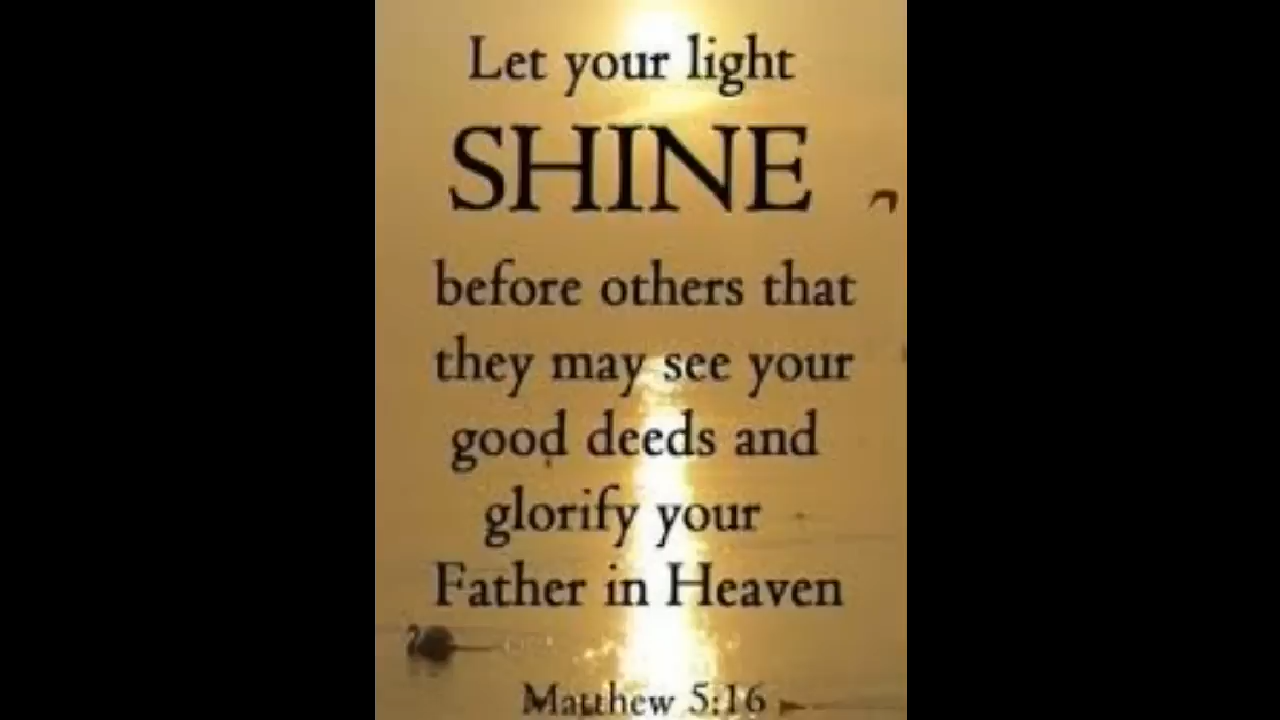 Let your light
SHINE
before others that
they may see your
good deeds and
glorify your
Father in Heaven
Matthew 5:16